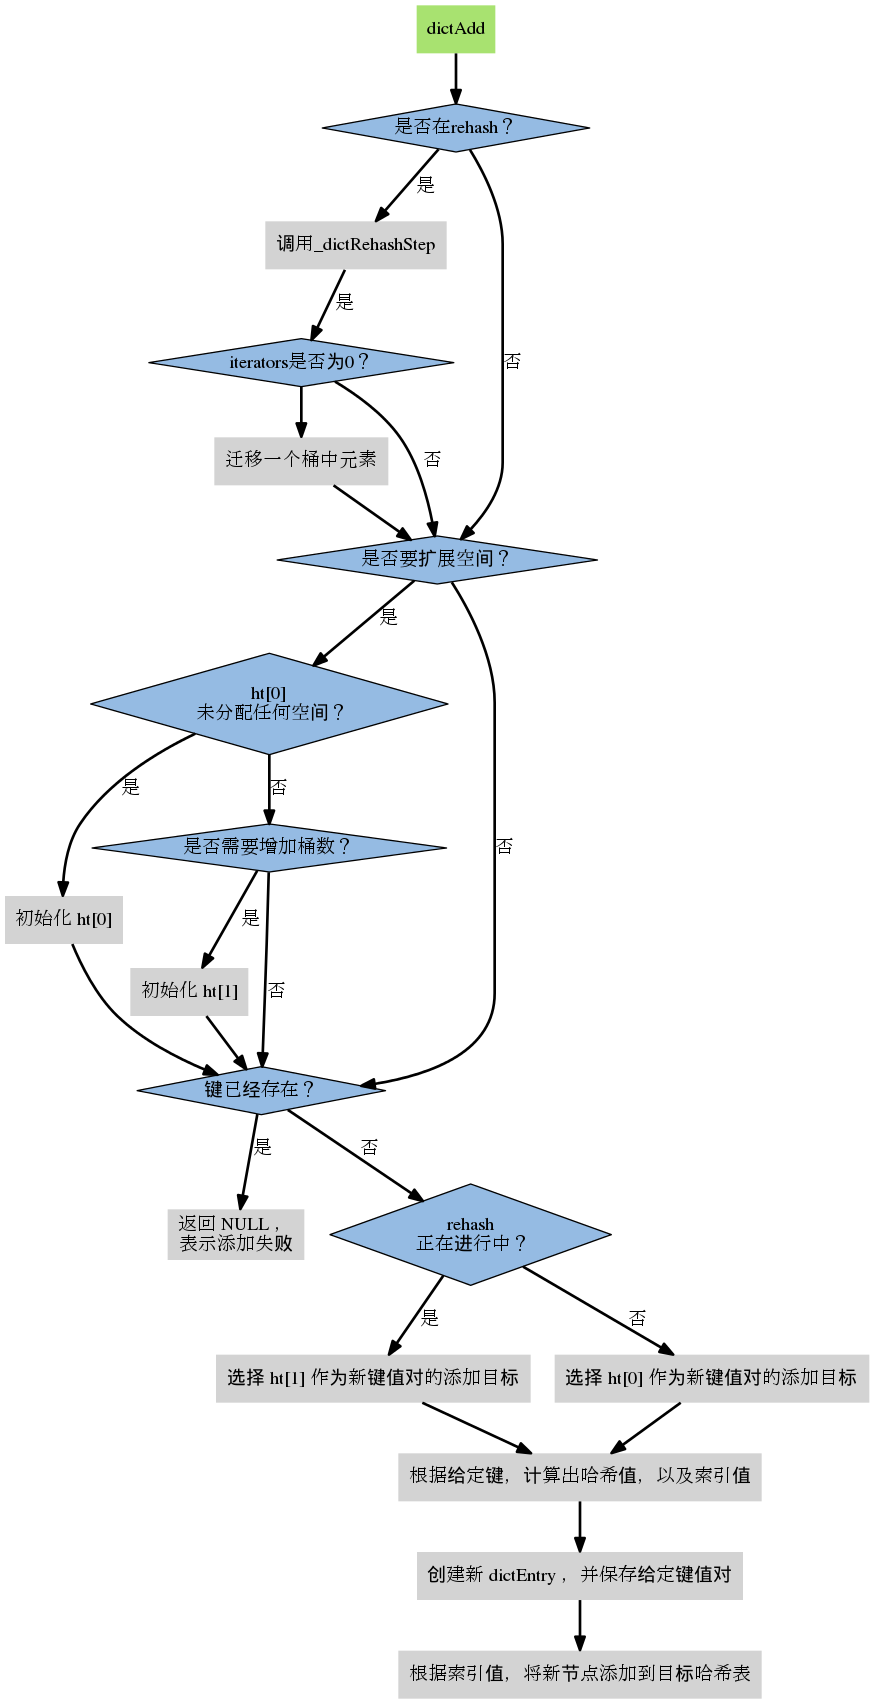 dictAdd
是否在rehash？
是
调用_dictRehashStep
是
iterators是否为0？
否
迁移一个桶中元素
否
是否要扩展空间？
是
ht[0]
未分配任何空间？
是
否
是否需要增加桶数？
否
初始化 ht[0]
是
初始化 ht[1]
否
键已经存在？
是
否
返回 NULL ，
表示添加失败
rehash
正在进行中？
是
否
选择 ht[1] 作为新键值对的添加目标
选择 ht[0] 作为新键值对的添加目标
根据给定键，计算出哈希值，以及索引值
创建新 dictEntry ，并保存给定键值对
根据索引值，将新节点添加到目标哈希表